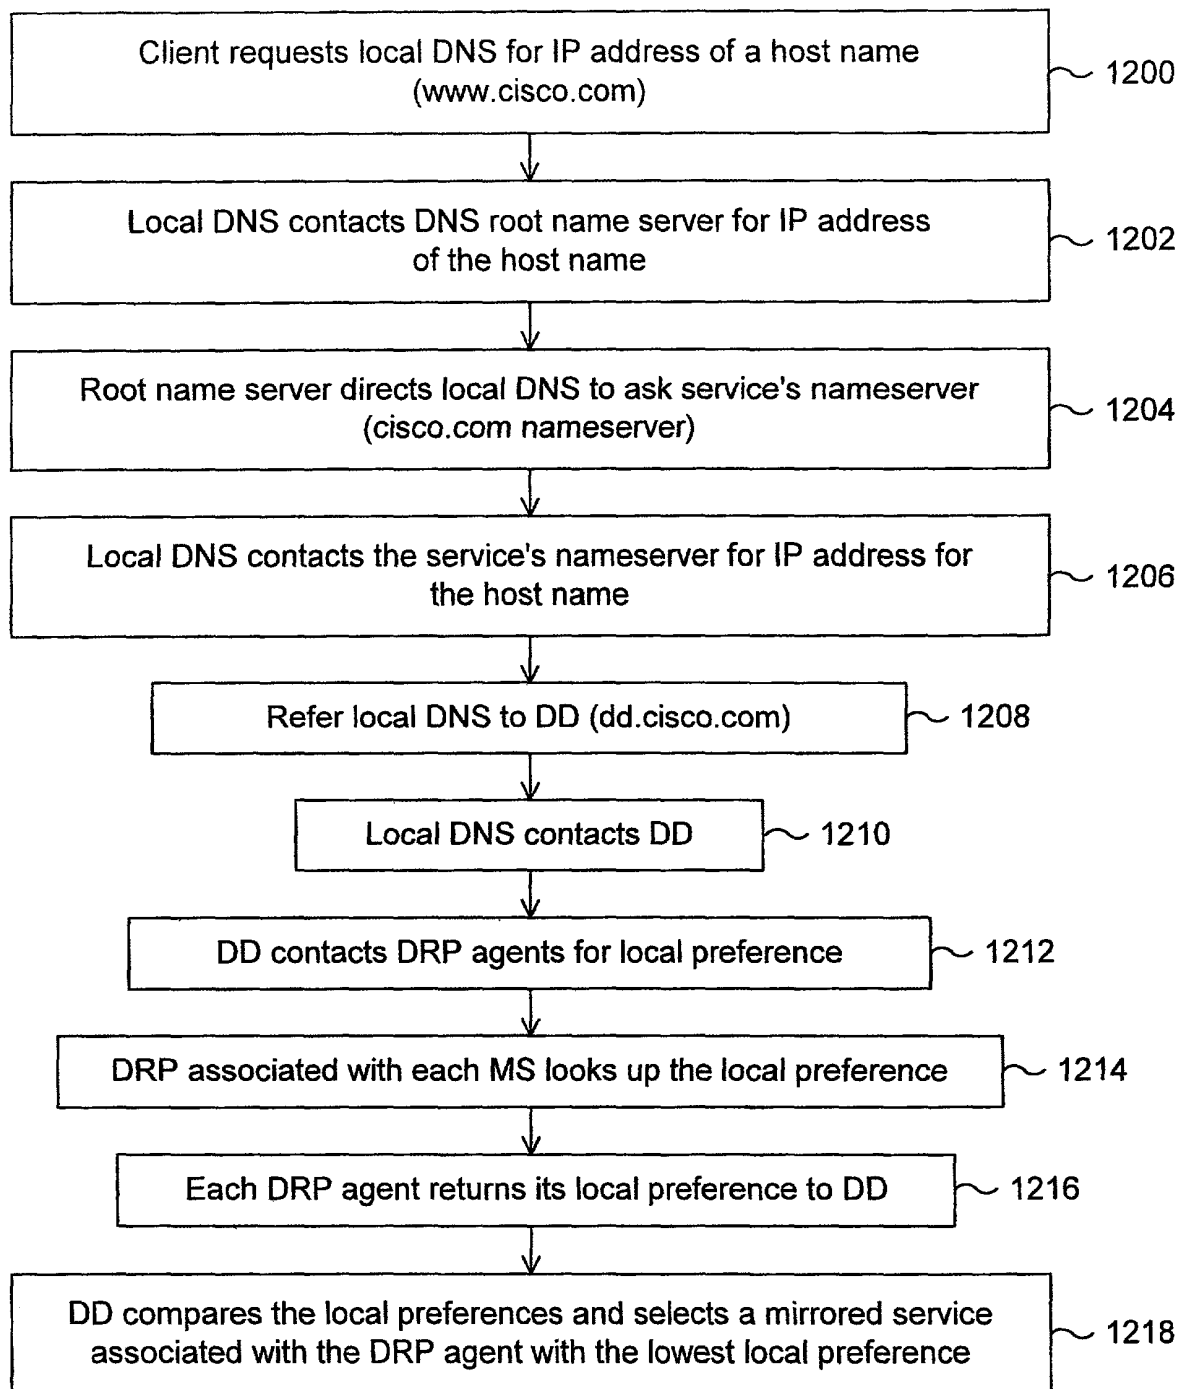 Client requests local DNS for IP address of a host name
(www.cisco.com)
1200
Local DNS contacts DNS root name server for IP address
of the host name
1202
Root name server directs local DNS to ask service's nameserver
(cisco.com nameserver)
1204
Local DNS contacts the service's nameserver for IP address for
the host name
1206
Refer local DNS to DD (dd.cisco.com)
1208
Local DNS contacts DD
1210
DD contacts DRP agents for local preference
1212
DRP associated with each MS looks up the local preference
1214
Each DRP agent returns its local preference to DD
1216
DD compares the local preferences and selects a mirrored service
associated with the DRP agent with the lowest local preference
1218